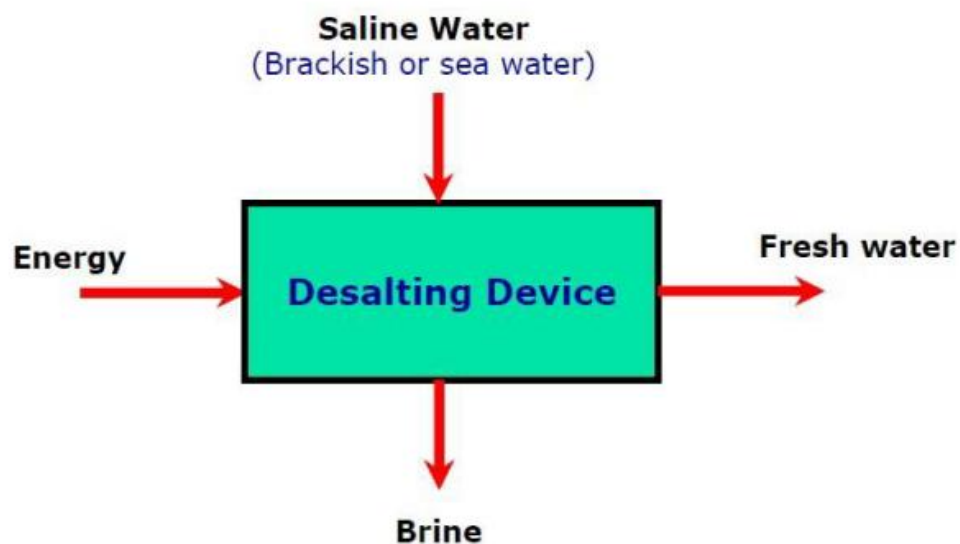 Saline Water
(Brackish or sea water)
Energy
Fresh water
Desalting Device
Brine